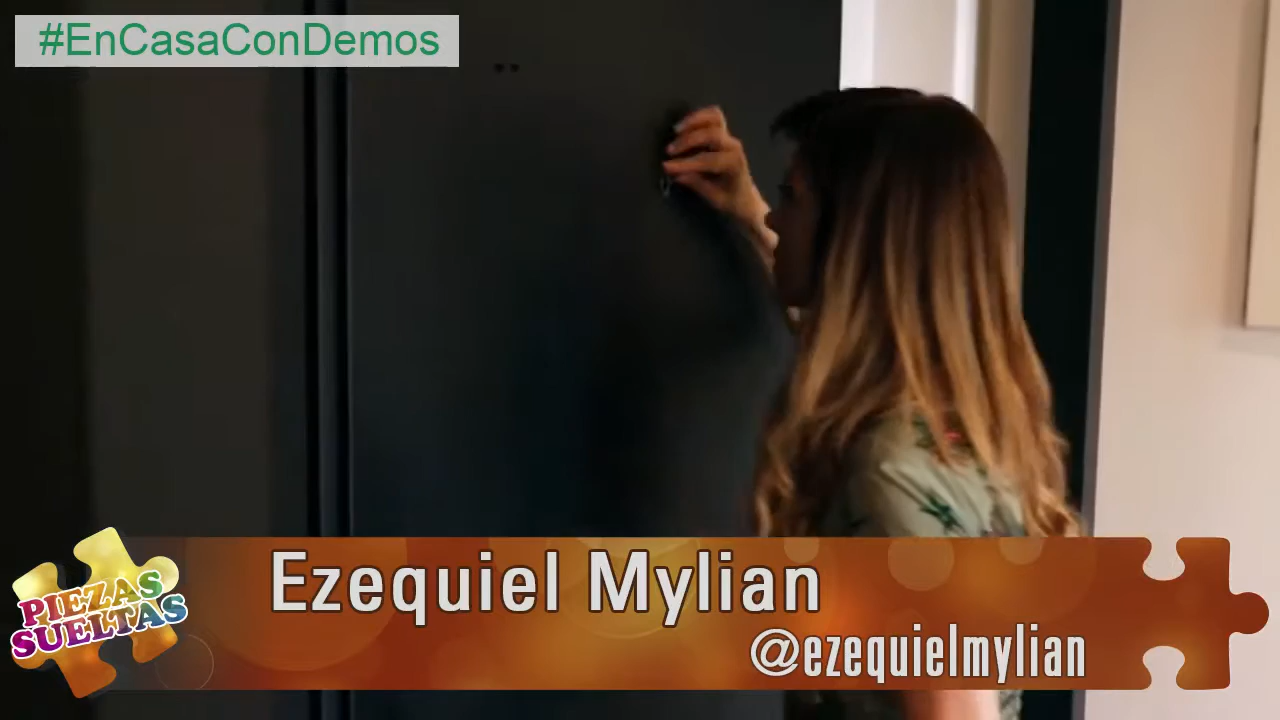 #EnCasaConDemos
Ezequiel Mylian
@ezequielmylian
PIEZAS
SUELTAS